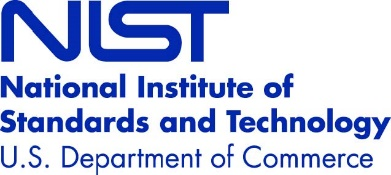 NIST
National Institute of
Standards and Technology
U.S. Department of Commerce